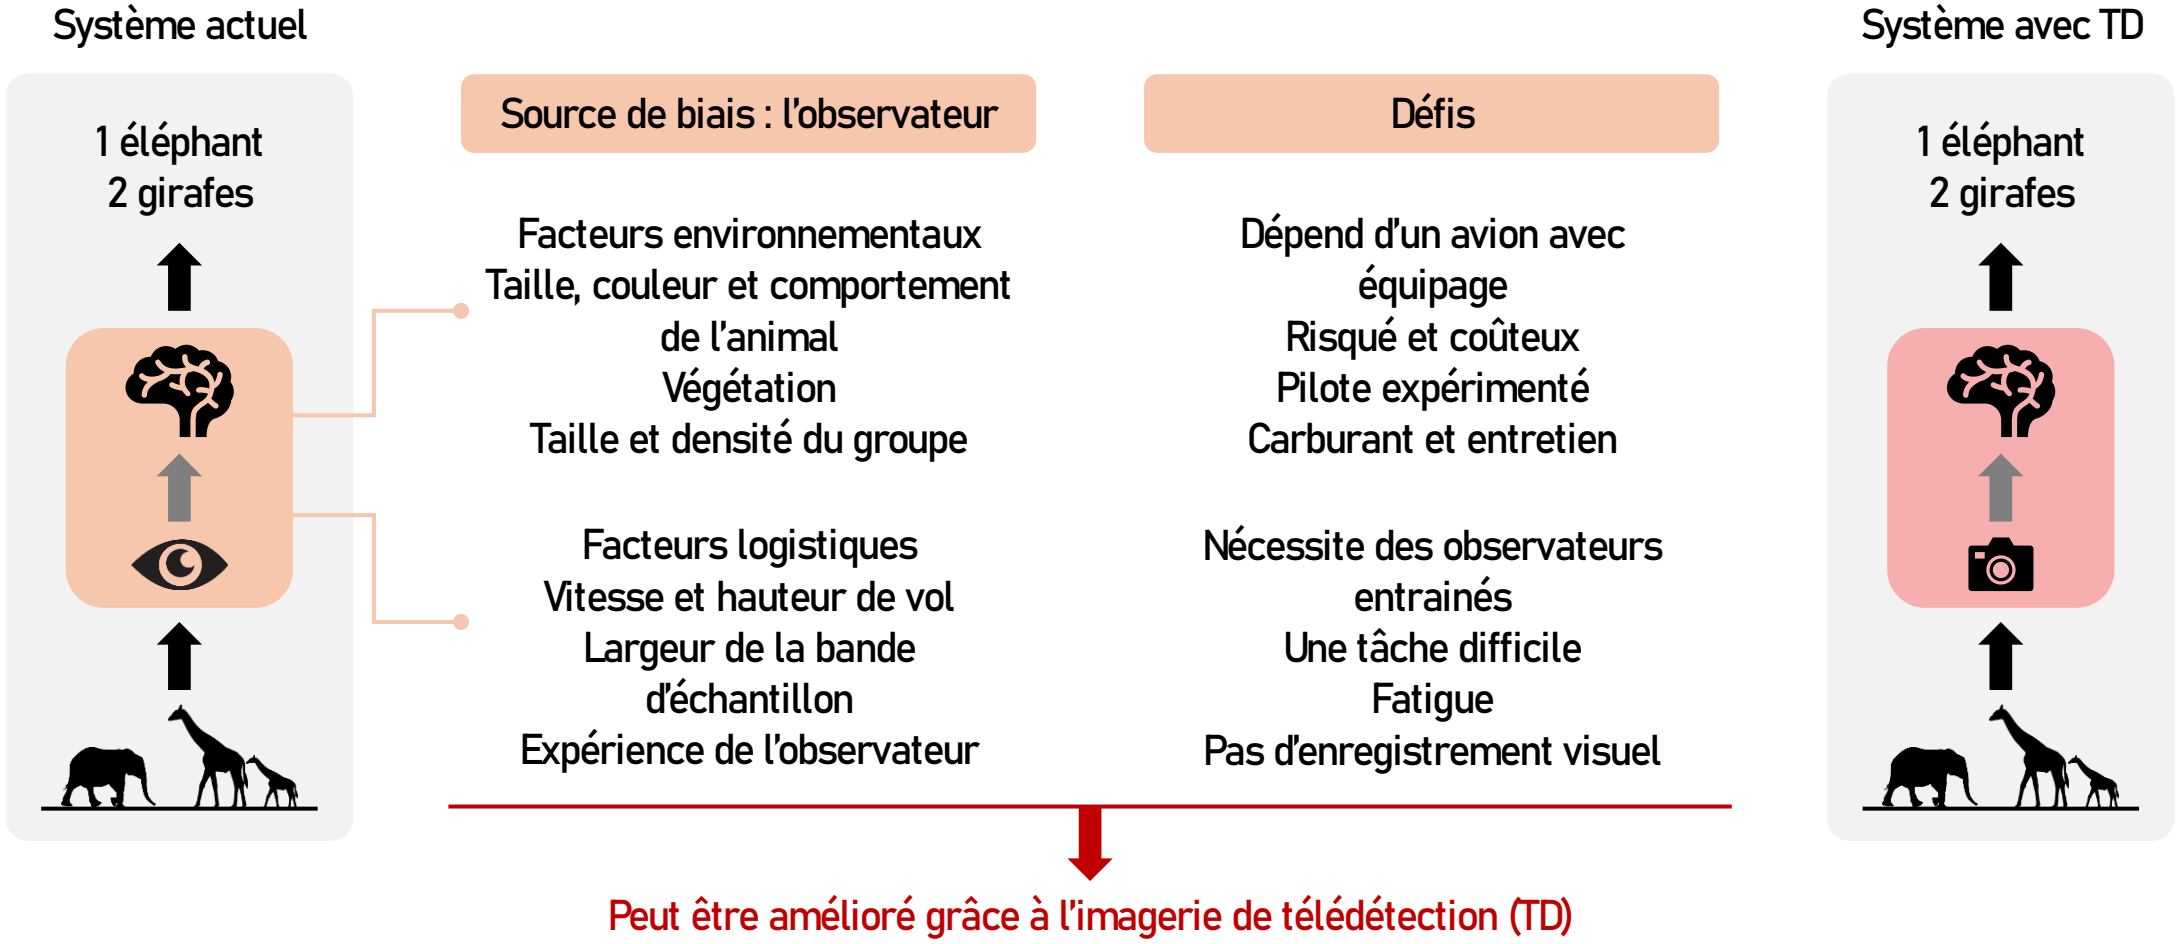 Système actuel
1 éléphant
2 girafes
Source de biais : l’observateur
Facteurs environnementaux
Taille, couleur et comportement
de l’animal
Végétation
Taille et densité du groupe
Facteurs logistiques
Vitesse et hauteur de vol
Largeur de la bande
d’échantillon
Expérience de l’observateur
Défis
Dépend d’un avion avec
équipage
Risqué et coûteux
Pilote expérimenté
Carburant et entretien
Nécessite des observateurs
entrainés
Une tâche difficile
Fatigue
Pas d’enregistrement visuel
Peut être amélioré grâce à l’imagerie de télédétection (TD)
Système avec TD
1 éléphant
2 girafes